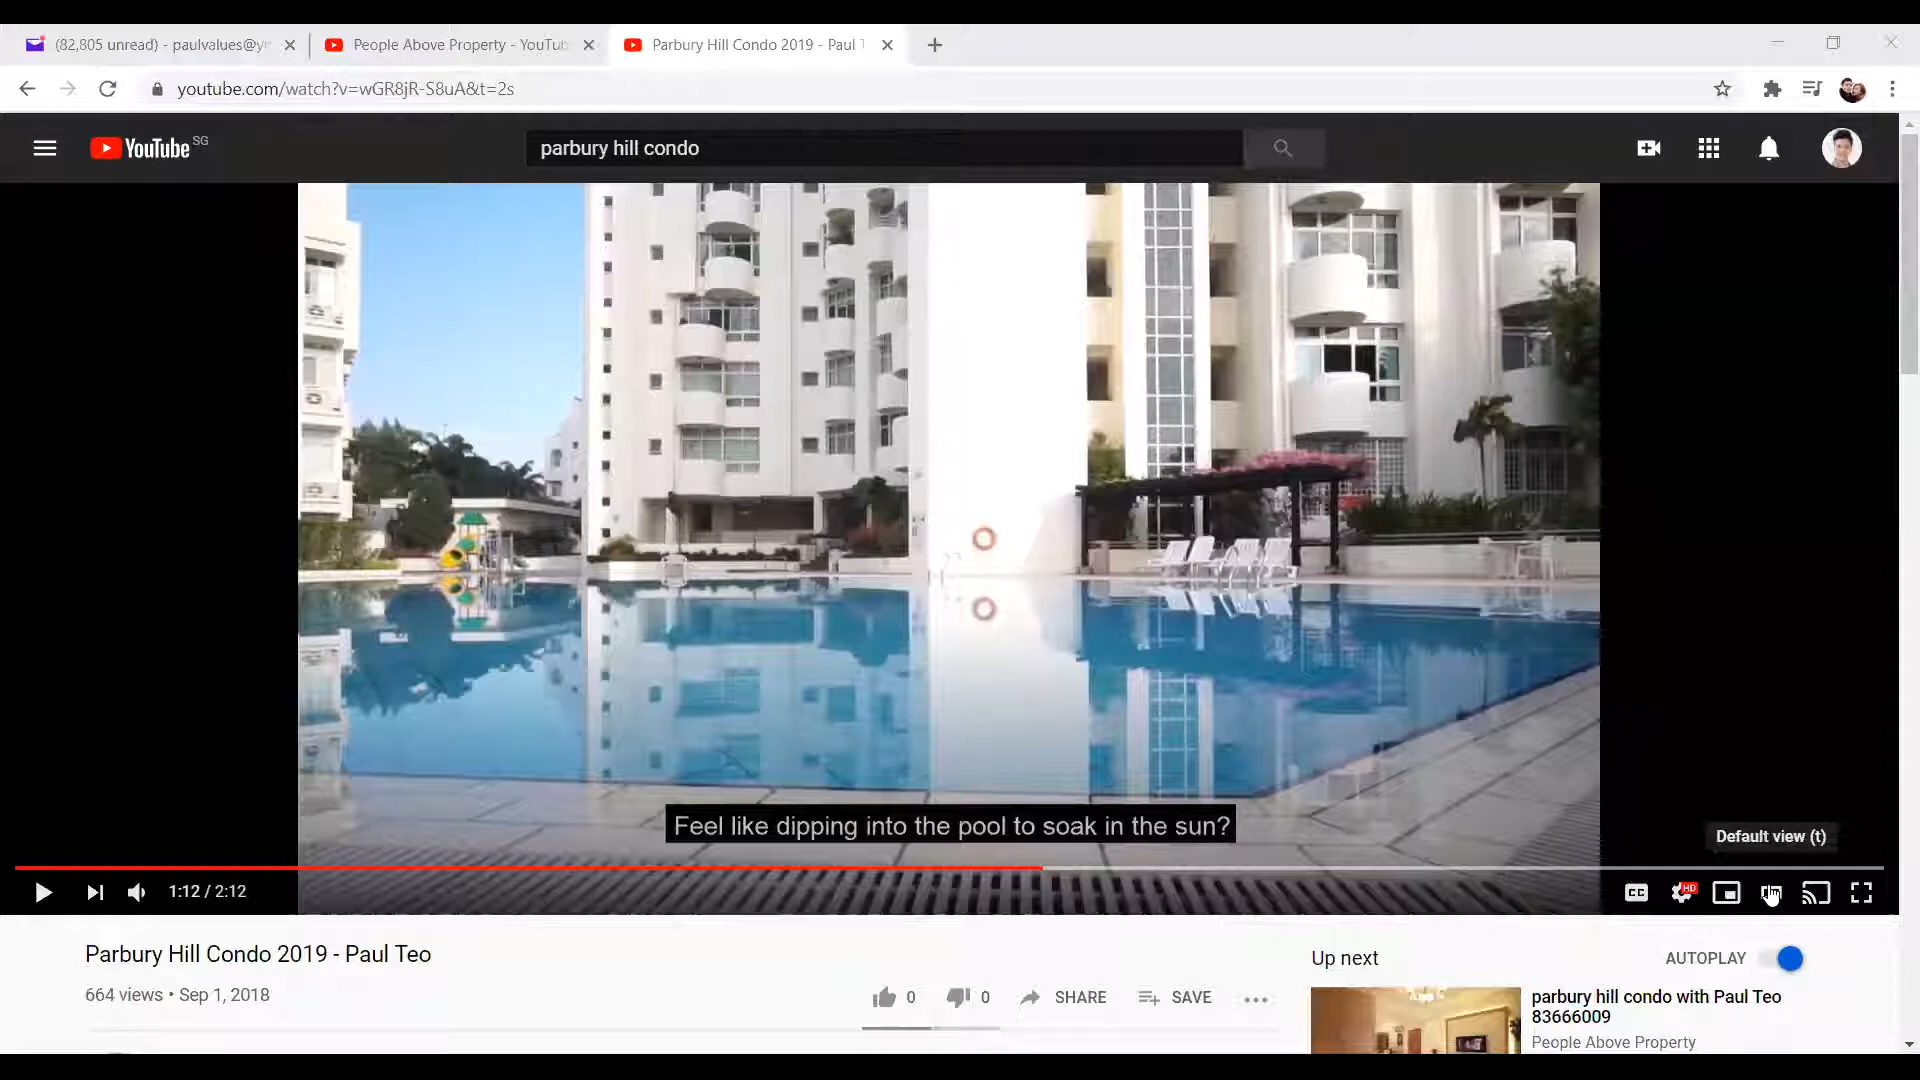 (82,805 unread) - paulvalues@y
People Above Property - YouTub
Parbury Hill Condo 2019 - Paul T
youtube.com/watch?v=wGR8jR-S8uA&t=2s
YouTube SG
parbury hill condo
Feel like dipping into the pool to soak in the sun?
Default view (t)
1:12 / 2:12
CC
HD
Parbury Hill Condo 2019 - Paul Teo
664 views • Sep 1, 2018
0
0
SHARE
SAVE
Up next
AUTOPLAY
parbury hill condo with Paul Teo
83666009
People Above Property